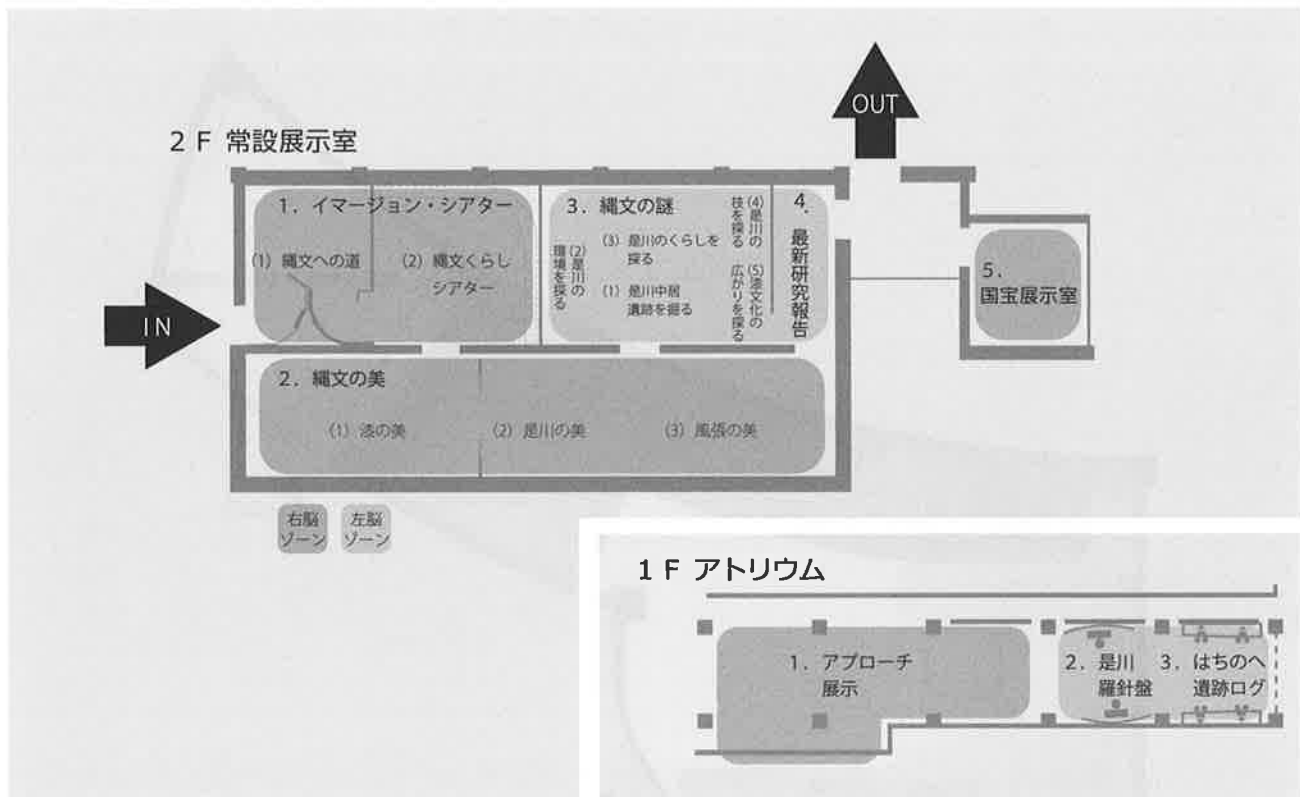 OUT
2F 常設展示室
1. イマージョン・シアター
(1) 縄文への道
(2) 縄文くらし
シアター
3. 縄文の謎
(2)是川の
環境を探る
(3) 是川のくらしを
探る
(1) 是川中居
遺跡を掘る
(4)是川の
技を探る
(5)漆文化の
広がりを探る
4. 最新研究報告
5.
国宝展示室
IN
2. 縄文の美
(1) 漆の美
(2) 是川の美
(3) 風張の美
右脳
ゾーン
左脳
ゾーン
1F アトリウム
1. アプローチ
展示
2. 是川
羅針盤
3. はちのへ
遺跡ログ